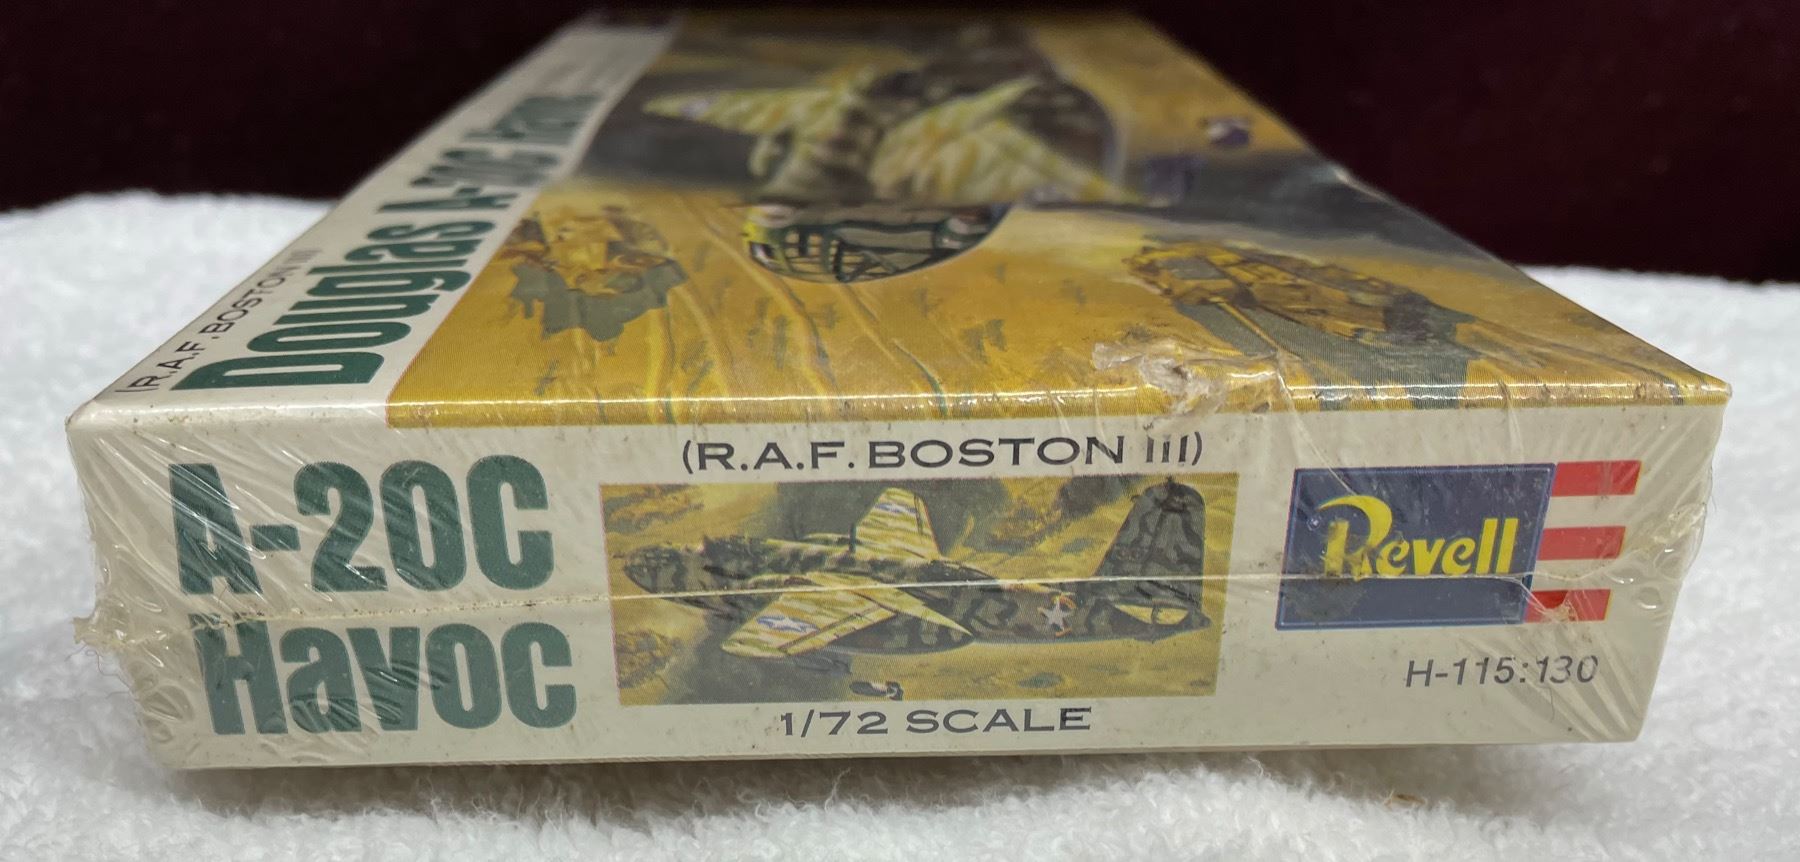 (R.A.F. BOSTON III)
Douglas A-20C Havoc
A-20C
Havoc
(R.A.F. BOSTON III)
1/72 SCALE
Revell
H-115:130